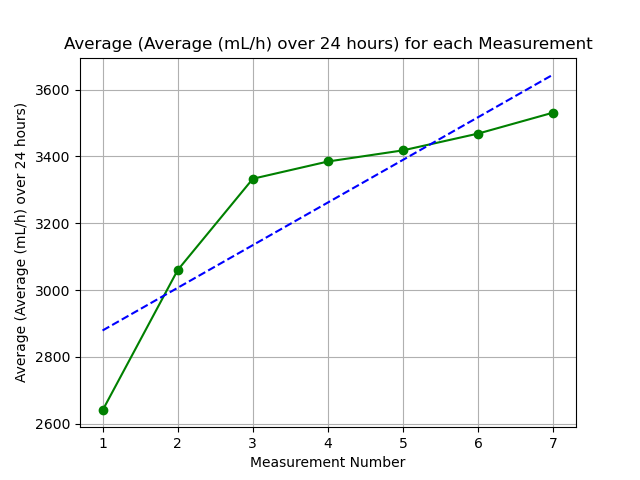 Average (Average (mL/h) over 24 hours) for each Measurement
Average (Average (mL/h) over 24 hours)
3600
3400
3200
3000
2800
2600
1 2 3 4 5 6 7
Measurement Number